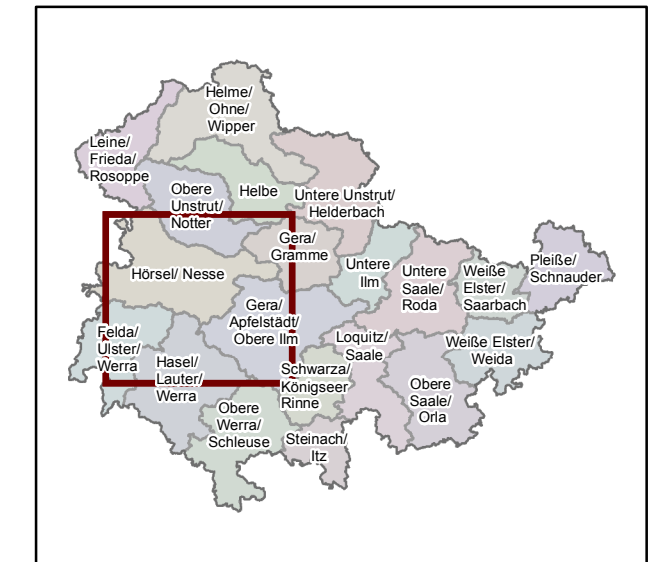 Helme/
Ohne/
Wipper
Leine/
Frieda/
Rosoppe
Obere
Unstrut/
Notter
Helbe
Untere Unstrut/
Helderbach
Gera/
Gramme
Hörsel/ Nesse
Untere
Ilm
Untere
Saale/
Roda
Weiße
Elster/
Saarbach
Pleiße/
Schnauder
Gera/
Apfelstädt/
Obere Ilm
Felda/
Ulster/
Werra
Hasel/
Lauter/
Werra
Loquitz/
Saale
Weiße Elster/
Weida
Schwarza/
Königseer
Rinne
Obere
Saale/
Orla
Obere
Werra/
Schleuse
Steinach/
Itz